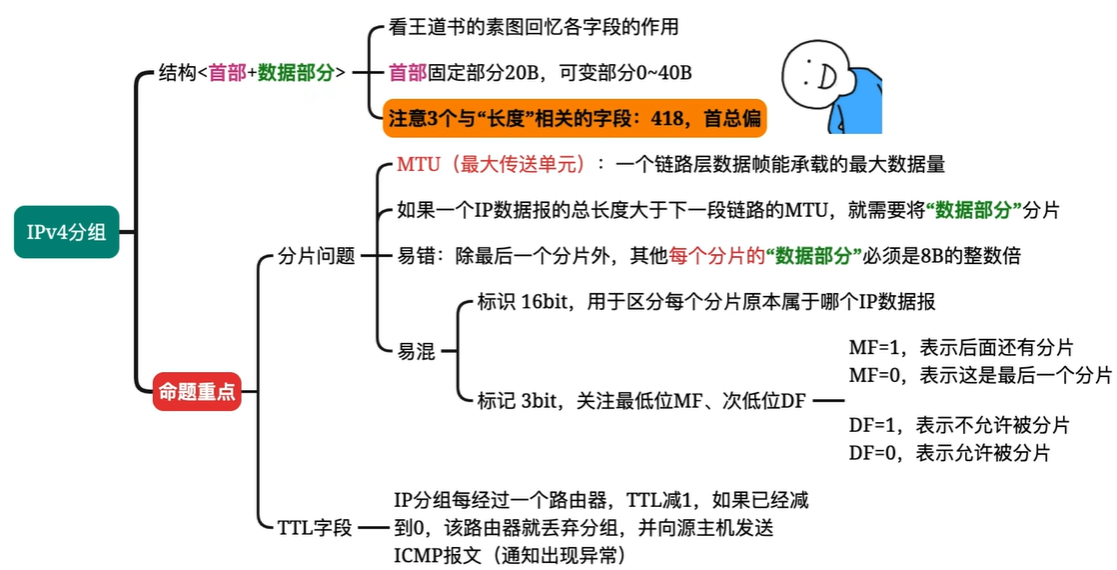 IPv4分组
结构<首部+数据部分>
看王道书的素图回忆各字段的作用
首部固定部分20B，可变部分0~40B
注意3个与“长度”相关的字段：418，首总偏
命题重点
分片问题
MTU（最大传送单元）：一个链路层数据帧能承载的最大数据量
如果一个IP数据报的总长度大于下一段链路的MTU，就需要将“数据部分”分片
易错：除最后一个分片外，其他每个分片的“数据部分”必须是8B的整数倍
易混
标识 16bit，用于区分每个分片原本属于哪个IP数据报
标记 3bit，关注最低位MF、次低位DF
MF=1，表示后面还有分片
MF=0，表示这是最后一个分片
DF=1，表示不允许被分片
DF=0，表示允许被分片
TTL字段
IP分组每经过一个路由器，TTL减1，如果已经减
到0，该路由器就丢弃分组，并向源主机发送
ICMP报文（通知出现异常）